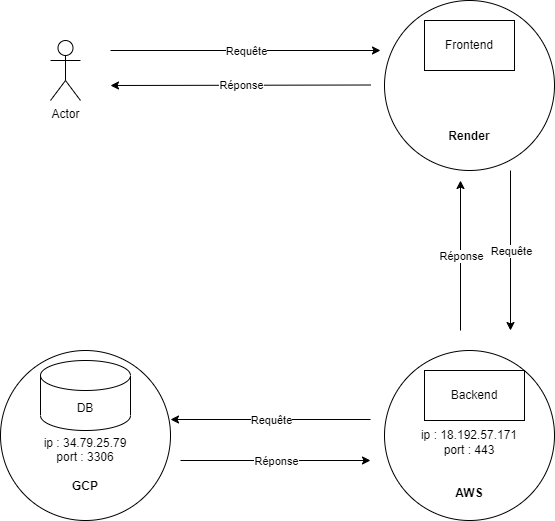 Requête
Frontend
Réponse
Actor
Render
Réponse
Requête
DB
Backend
Requête
ip : 34.79.25.79
port : 3306
ip : 18.192.57.171
port : 443
Réponse
GCP
AWS